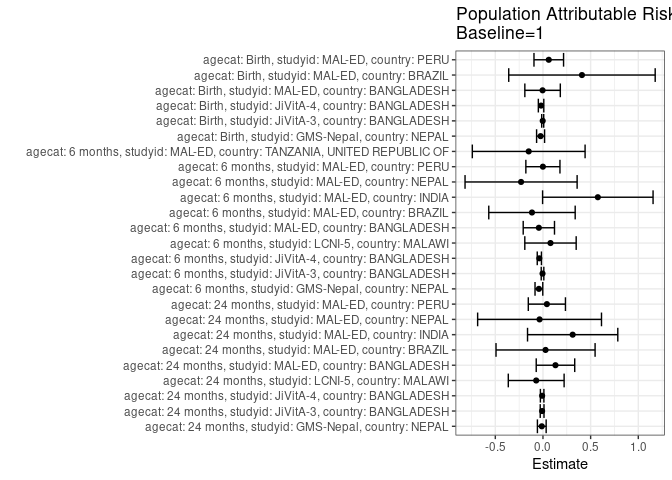 Population Attributable Risk
Baseline=1
agecat: Birth, studyid: MAL-ED, country: PERU
agecat: Birth, studyid: MAL-ED, country: BRAZIL
agecat: Birth, studyid: MAL-ED, country: BANGLADESH
agecat: Birth, studyid: JiVitA-4, country: BANGLADESH
agecat: Birth, studyid: JiVitA-3, country: BANGLADESH
agecat: Birth, studyid: GMS-Nepal, country: NEPAL
agecat: 6 months, studyid: MAL-ED, country: TANZANIA, UNITED REPUBLIC OF
agecat: 6 months, studyid: MAL-ED, country: PERU
agecat: 6 months, studyid: MAL-ED, country: NEPAL
agecat: 6 months, studyid: MAL-ED, country: INDIA
agecat: 6 months, studyid: MAL-ED, country: BRAZIL
agecat: 6 months, studyid: MAL-ED, country: BANGLADESH
agecat: 6 months, studyid: LCNI-5, country: MALAWI
agecat: 6 months, studyid: JiVitA-4, country: BANGLADESH
agecat: 6 months, studyid: JiVitA-3, country: BANGLADESH
agecat: 6 months, studyid: GMS-Nepal, country: NEPAL
agecat: 24 months, studyid: MAL-ED, country: PERU
agecat: 24 months, studyid: MAL-ED, country: NEPAL
agecat: 24 months, studyid: MAL-ED, country: INDIA
agecat: 24 months, studyid: MAL-ED, country: BRAZIL
agecat: 24 months, studyid: MAL-ED, country: BANGLADESH
agecat: 24 months, studyid: LCNI-5, country: MALAWI
agecat: 24 months, studyid: JiVitA-4, country: BANGLADESH
agecat: 24 months, studyid: JiVitA-3, country: BANGLADESH
agecat: 24 months, studyid: GMS-Nepal, country: NEPAL
-0.5 0.0 0.5 1.0
Estimate